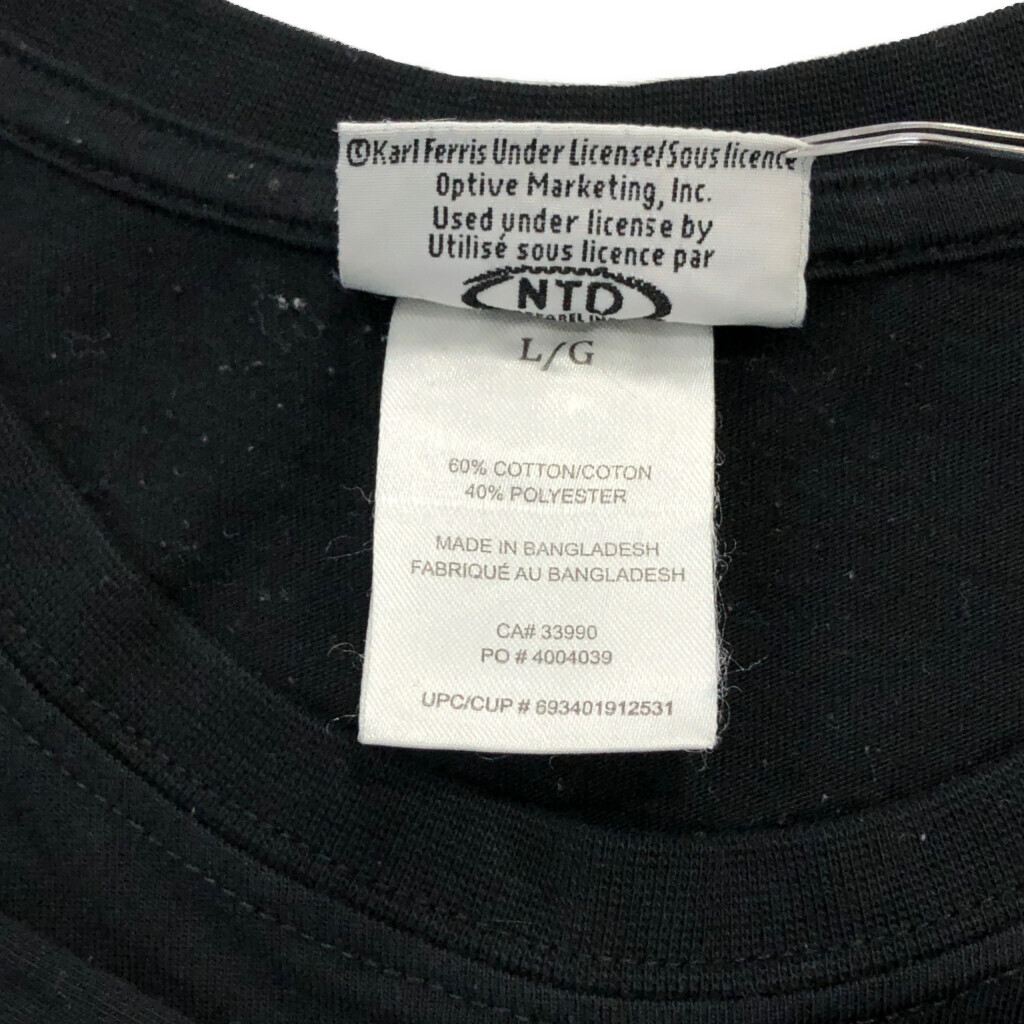 ©Karl Ferris Under License/Sous licence
Optive Marketing, Inc.
Used under license by
Utilisé sous licence par
NTD
L/G
60% COTTON/COTON
40% POLYESTER
MADE IN BANGLADESH
FABRIQUÉ AU BANGLADESH
CA# 33990
PO # 4004039
UPC/CUP # 693401912531